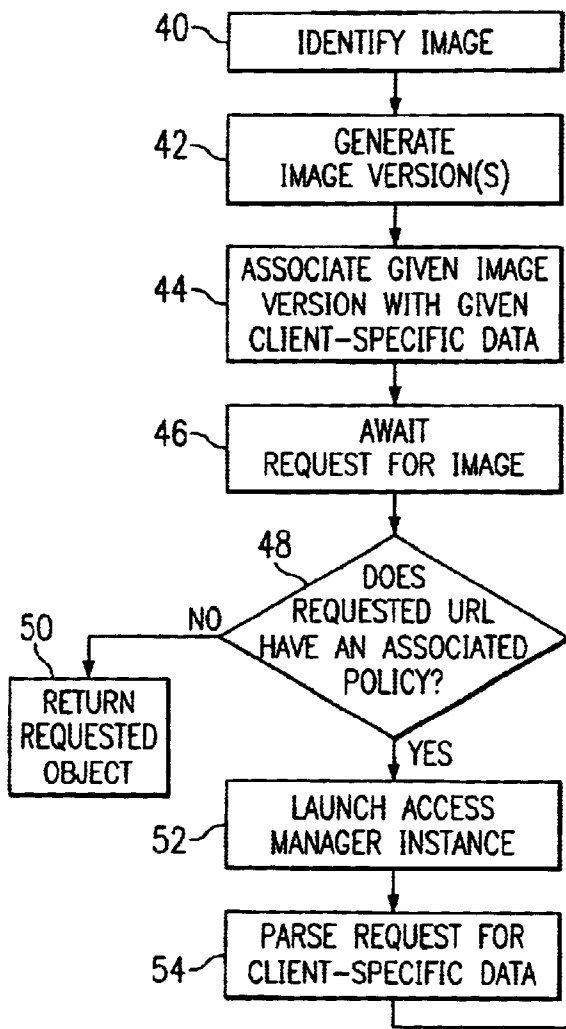 40
IDENTIFY IMAGE
42
GENERATE
IMAGE VERSION(S)
44
ASSOCIATE GIVEN IMAGE
VERSION WITH GIVEN
CLIENT-SPECIFIC DATA
46
AWAIT
REQUEST FOR IMAGE
48
DOES
REQUESTED URL
HAVE AN ASSOCIATED
POLICY?
NO
50
RETURN
REQUESTED
OBJECT
YES
52
LAUNCH ACCESS
MANAGER INSTANCE
54
PARSE REQUEST FOR
CLIENT-SPECIFIC DATA